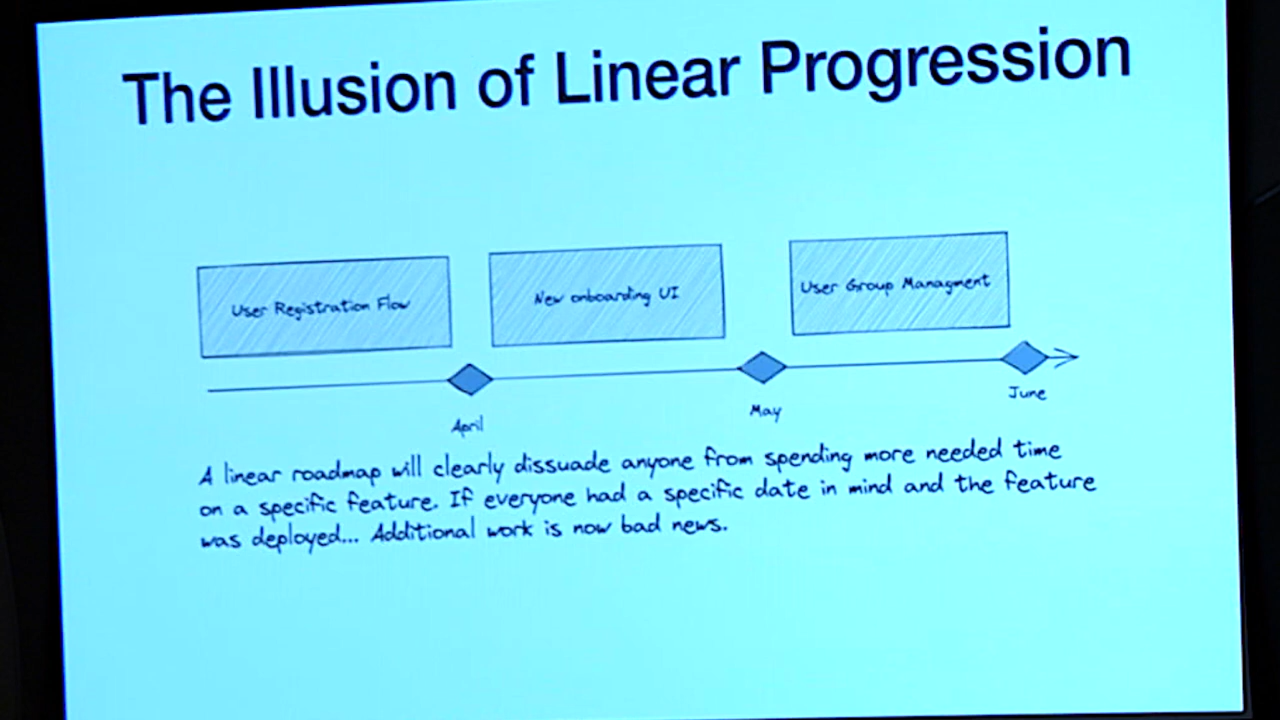 The Illusion of Linear Progression
User Registration Flow
New onboarding UI
User Group Managment
April
May
June
A linear roadmap will clearly dissuade anyone from spending more needed time
on a specific feature. If everyone had a specific date in mind and the feature
was deployed... Additional work is now bad news.